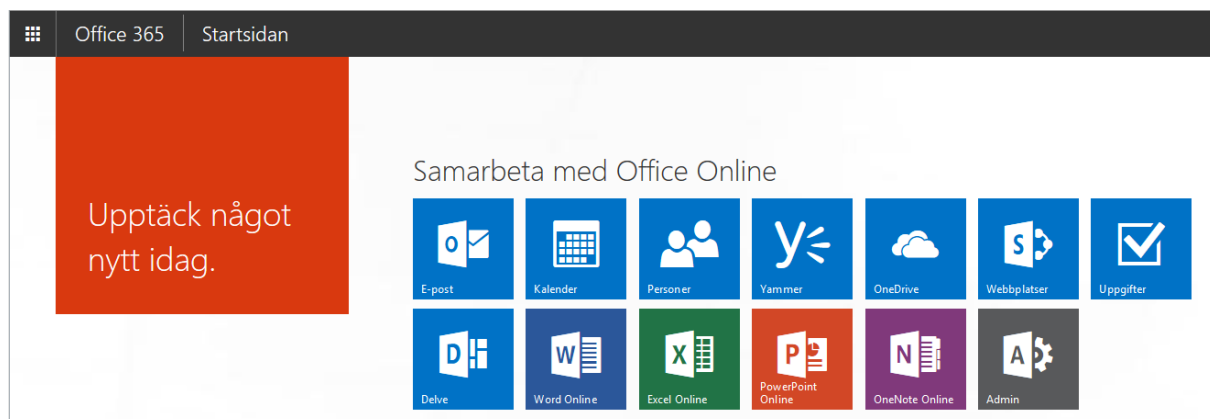 Office 365
Startsidan
Upptäck något
nytt idag.
Samarbeta med Office Online
E-post
Kalender
Personer
Yammer
OneDrive
Webbplatser
Uppgifter
Delve
Word Online
Excel Online
PowerPoint
Online
OneNote Online
Admin